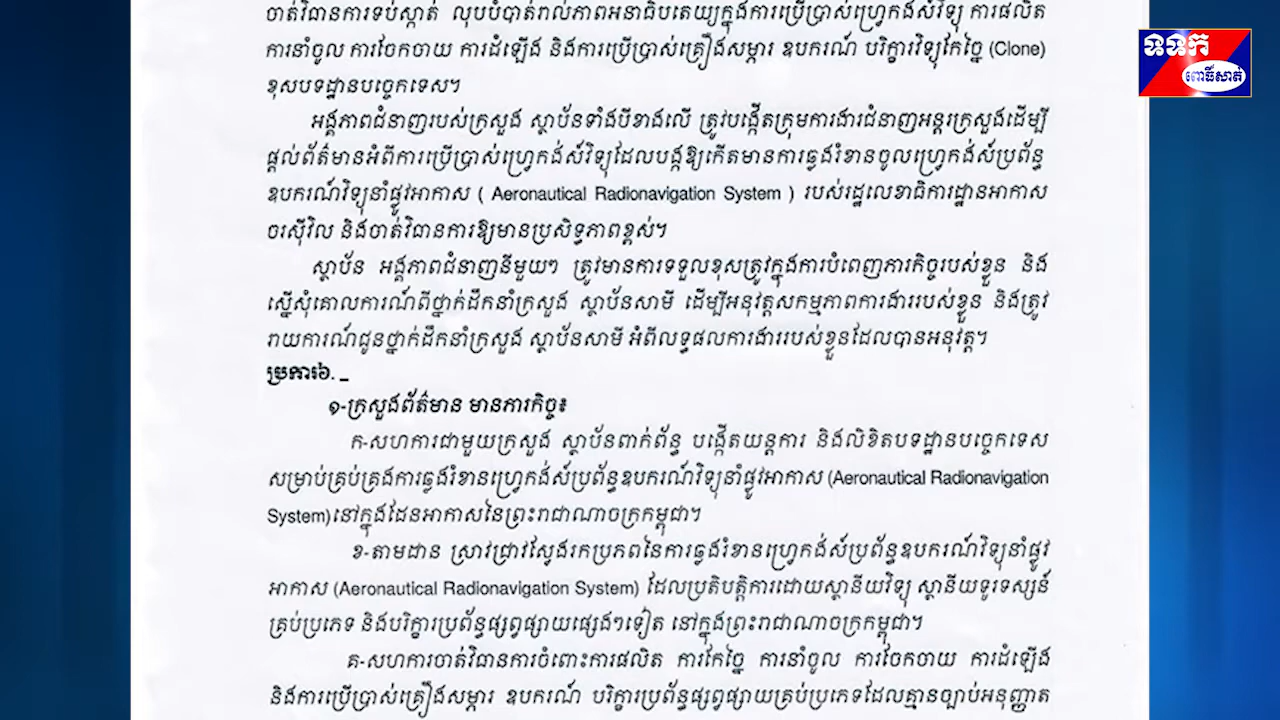 ចាត់វិធានការទប់ស្កាត់ លុបបំបាត់រាល់ភាពអនាធិបតេយ្យក្នុងការប្រើប្រាស់ហ្វ្រេកង់ស៍វិទ្យុ ការផលិត
ការនាំចូល ការចែកចាយ ការដំឡើង និងការប្រើប្រាស់គ្រឿងសម្ភារ ឧបករណ៍ បរិក្ខារវិទ្យុកែច្នៃ (Clone)
ខុសបទដ្ឋានបច្ចេកទេស។
អង្គភាពជំនាញរបស់ក្រសួង ស្ថាប័នទាំងបីខាងលើ ត្រូវបង្កើតក្រុមការងារជំនាញអន្តរក្រសួងដើម្បី
ផ្តល់ព័ត៌មានអំពីការប្រើប្រាស់ហ្វ្រេកង់ស៍វិទ្យុដែលបង្កឱ្យកើតមានការឆ្លងរំខានចូលហ្វ្រេកង់ស៍ប្រព័ន្ធ
ឧបករណ៍វិទ្យុនាំផ្លូវអាកាស ( Aeronautical Radionavigation System ) របស់រដ្ឋលេខាធិការដ្ឋានអាកាស
ចរស៊ីវិល និងចាត់វិធានការឱ្យមានប្រសិទ្ធភាពខ្ពស់។
ស្ថាប័ន អង្គភាពជំនាញនីមួយៗ ត្រូវមានការទទួលខុសត្រូវក្នុងការបំពេញភារកិច្ចរបស់ខ្លួន និង
ស្នើសុំគោលការណ៍ពីថ្នាក់ដឹកនាំក្រសួង ស្ថាប័នសាមី ដើម្បីអនុវត្តសកម្មភាពការងាររបស់ខ្លួន និងត្រូវ
រាយការណ៍ជូនថ្នាក់ដឹកនាំក្រសួង ស្ថាប័នសាមី អំពីលទ្ធផលការងាររបស់ខ្លួនដែលបានអនុវត្ត។
ប្រការ៦. _
១-ក្រសួងព័ត៌មាន មានភារកិច្ច៖
ក-សហការជាមួយក្រសួង ស្ថាប័នពាក់ព័ន្ធ បង្កើតយន្តការ និងលិខិតបទដ្ឋានបច្ចេកទេស
សម្រាប់គ្រប់គ្រងការឆ្លងរំខានហ្វ្រេកង់ស៍ប្រព័ន្ធឧបករណ៍វិទ្យុនាំផ្លូវអាកាស (Aeronautical Radionavigation
System)នៅក្នុងដែនអាកាសនៃព្រះរាជាណាចក្រកម្ពុជា។
ខ-តាមដាន ស្រាវជ្រាវស្វែងរកប្រភពនៃការឆ្លងរំខានហ្វ្រេកង់ស៍ប្រព័ន្ធឧបករណ៍វិទ្យុនាំផ្លូវ
អាកាស (Aeronautical Radionavigation System) ដែលប្រតិបត្តិការដោយស្ថានីយវិទ្យុ ស្ថានីយទូរទស្សន៍
គ្រប់ប្រភេទ និងបរិក្ខារប្រព័ន្ធផ្សព្វផ្សាយផ្សេងៗទៀត នៅក្នុងព្រះរាជាណាចក្រកម្ពុជា។
គ-សហការចាត់វិធានការចំពោះការផលិត ការកែច្នៃ ការនាំចូល ការចែកចាយ ការដំឡើង
និងការប្រើប្រាស់គ្រឿងសម្ភារ ឧបករណ៍ បរិក្ខារប្រព័ន្ធផ្សព្វផ្សាយគ្រប់ប្រភេទដែលគ្មានច្បាប់អនុញ្ញាត
ទទក
ពោធិ៍សាត់